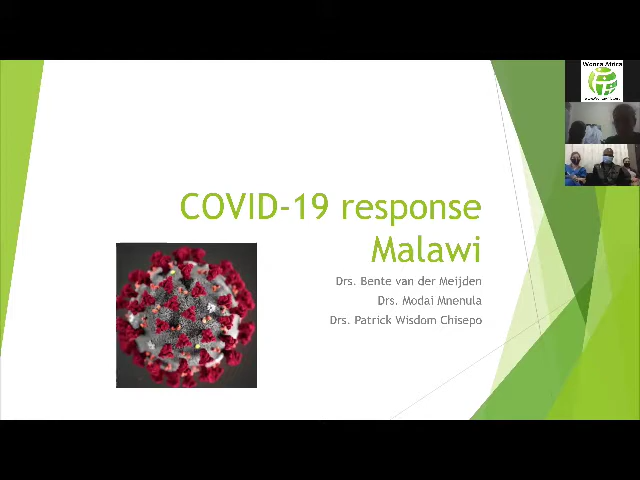 COVID-19 response
Malawi
Drs. Bente van der Meijden
Drs. Modai Mnenula
Drs. Patrick Wisdom Chisepo